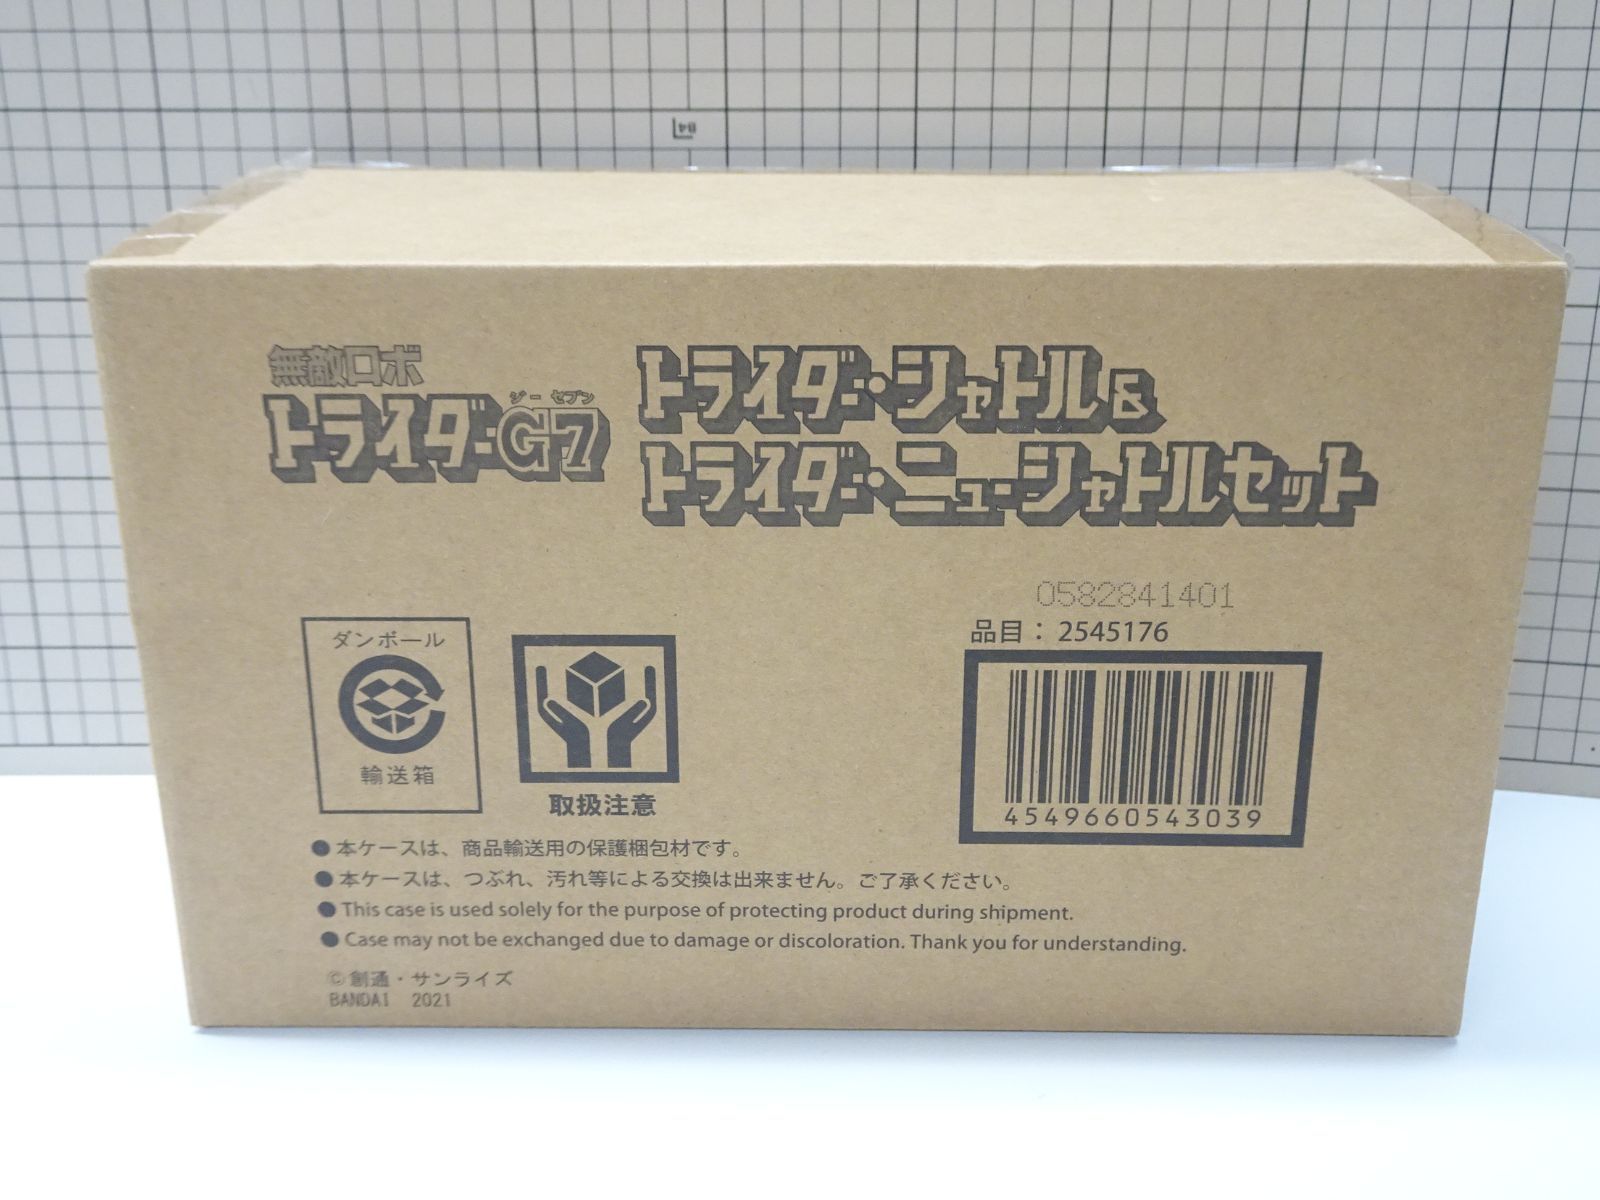 B4
無敵ロボ
ジーセブン
トライダーG7
トライダー・シャトル&
トライダー・ニューシャトルセット
0582841401
品目： 2545176
4549660543039
ダンボール
輸送箱
取扱注意
●本ケースは、商品輸送用の保護梱包材です。
●本ケースは、つぶれ、汚れ等による交換は出来ません。ご了承ください。
●This case is used solely for the purpose of protecting product during shipment.
●Case may not be exchanged due to damage or discoloration. Thank you for understanding.
©創通・サンライズ
BANDAI 2021